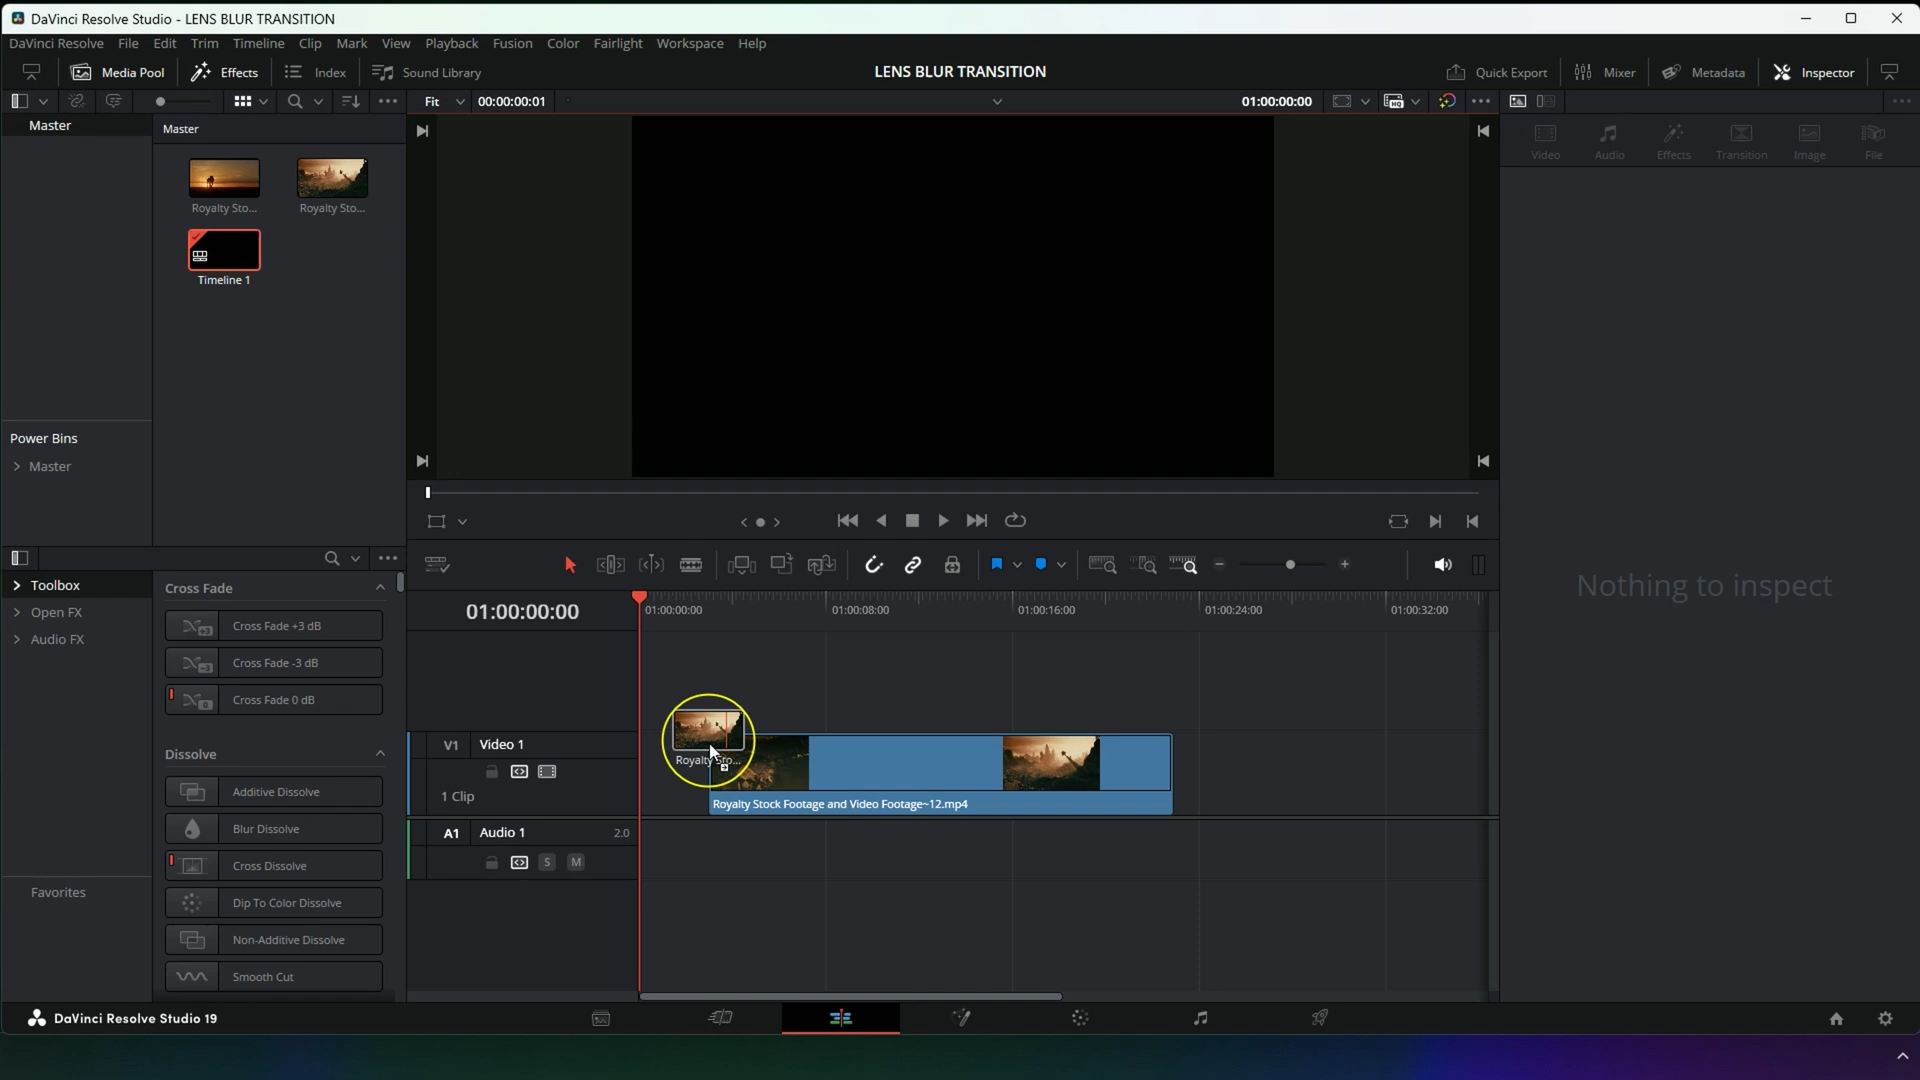 DaVinci Resolve Studio - LENS BLUR TRANSITION
DaVinci Resolve File Edit Trim Timeline Clip Mark View Playback Fusion Color Fairlight Workspace Help
Media Pool Effects Index Sound Library LENS BLUR TRANSITION Quick Export Mixer Metadata Inspector
Fit 00:00:00:01 01:00:00:00
Master Master
Video Audio Effects Transition Image File
Royalty Sto... Royalty Sto...
Timeline 1
Power Bins
Master
Toolbox
Open FX
Audio FX
Favorites
Cross Fade
Cross Fade +3 dB
Cross Fade -3 dB
Cross Fade 0 dB
Dissolve
Additive Dissolve
Blur Dissolve
Cross Dissolve
Dip To Color Dissolve
Non-Additive Dissolve
Smooth Cut
01:00:00:00 01:00:00:00 01:00:08:00 01:00:16:00 01:00:24:00 01:00:32:00
Nothing to inspect
V1 Video 1
1 Clip
Royalty Sto...
Royalty Stock Footage and Video Footage~12.mp4
A1 Audio 1 2.0
S M
DaVinci Resolve Studio 19